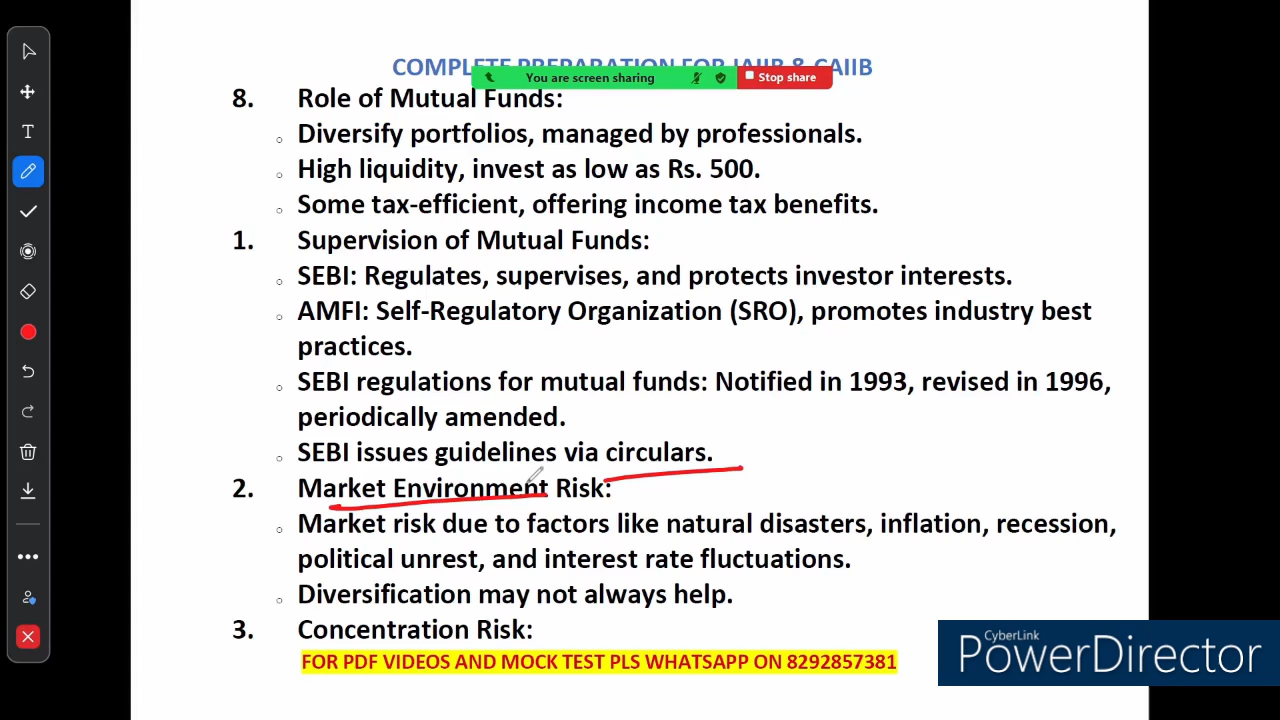 COMPLETE PREPARATION FOR JAIIB & CAIIB
You are screen sharing
Stop share
8. Role of Mutual Funds:
○ Diversify portfolios, managed by professionals.
○ High liquidity, invest as low as Rs. 500.
○ Some tax-efficient, offering income tax benefits.
1. Supervision of Mutual Funds:
○ SEBI: Regulates, supervises, and protects investor interests.
○ AMFI: Self-Regulatory Organization (SRO), promotes industry best
practices.
○ SEBI regulations for mutual funds: Notified in 1993, revised in 1996,
periodically amended.
○ SEBI issues guidelines via circulars.
2. Market Environment Risk:
○ Market risk due to factors like natural disasters, inflation, recession,
political unrest, and interest rate fluctuations.
○ Diversification may not always help.
3. Concentration Risk:
FOR PDF VIDEOS AND MOCK TEST PLS WHATSAPP ON 8292857381
CyberLink
PowerDirector
T